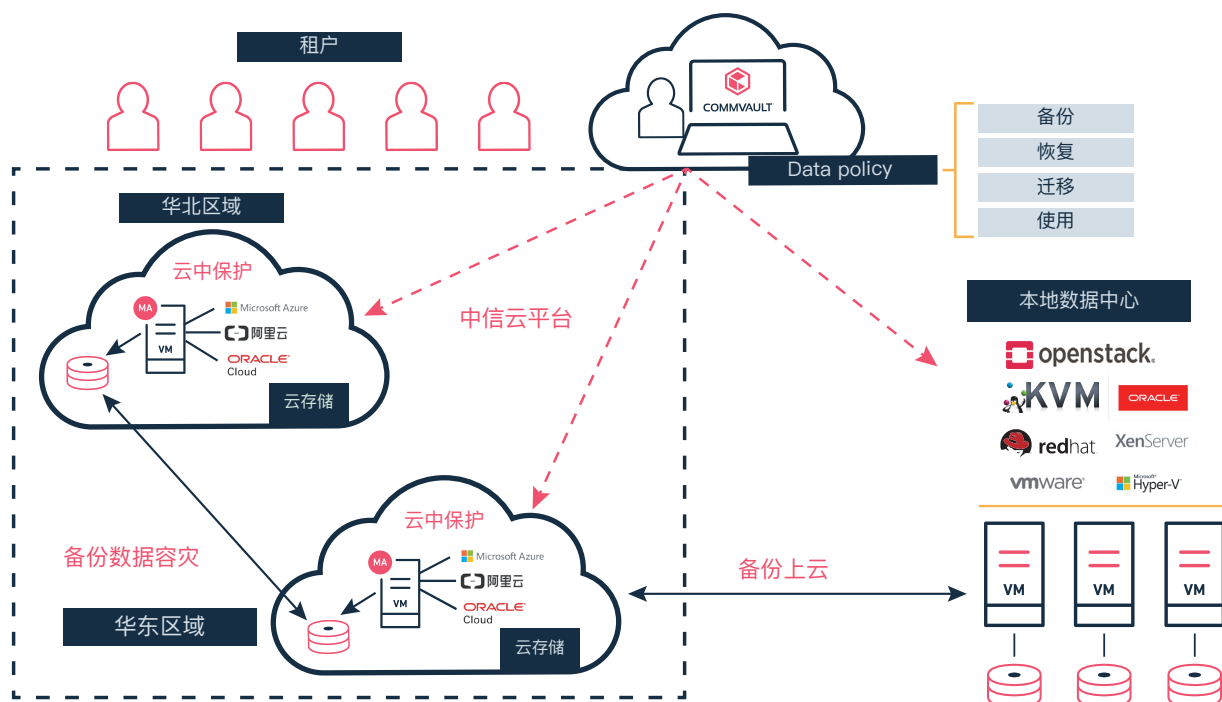 租户
COMMVAULT
Data policy
备份
恢复
迁移
使用
华北区域
云中保护
MA
VM
Microsoft Azure
阿里云
ORACLE
Cloud
云存储
中信云平台
本地数据中心
openstack.
KVM
ORACLE
redhat.
XenServer
vmware
Microsoft
Hyper-V
备份数据容灾
华东区域
云中保护
MA
VM
Microsoft Azure
阿里云
ORACLE
Cloud
云存储
备份上云
VM
VM
VM